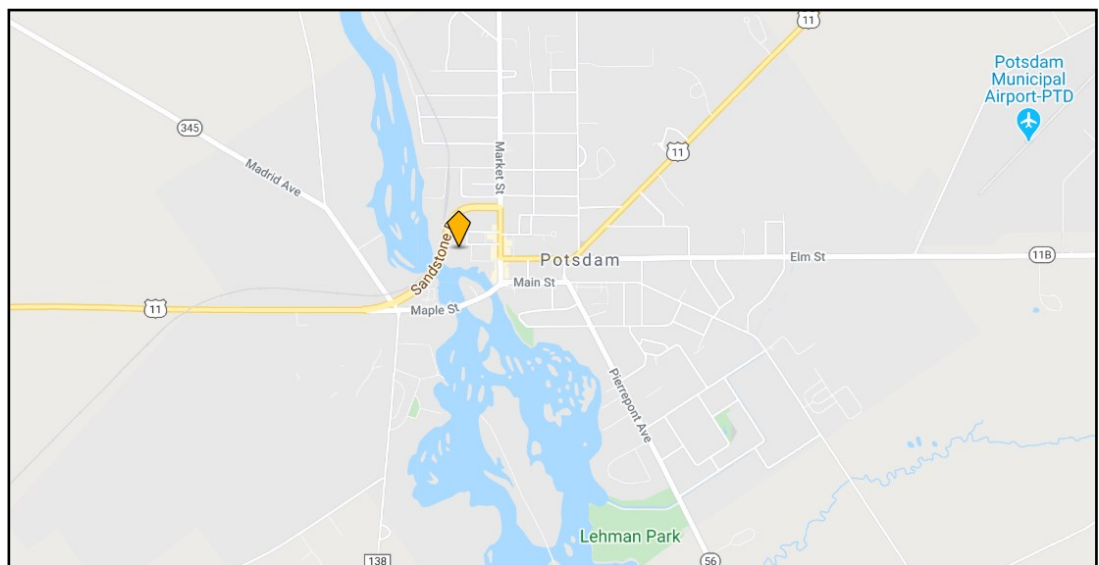 11
Potsdam
Municipal
Airport-PTD
345
Madrid Ave
Market St
11
Sandstone
Potsdam
Elm St
11B
Main St
11
Maple St
Pierrepont Ave
Lehman Park
138
56